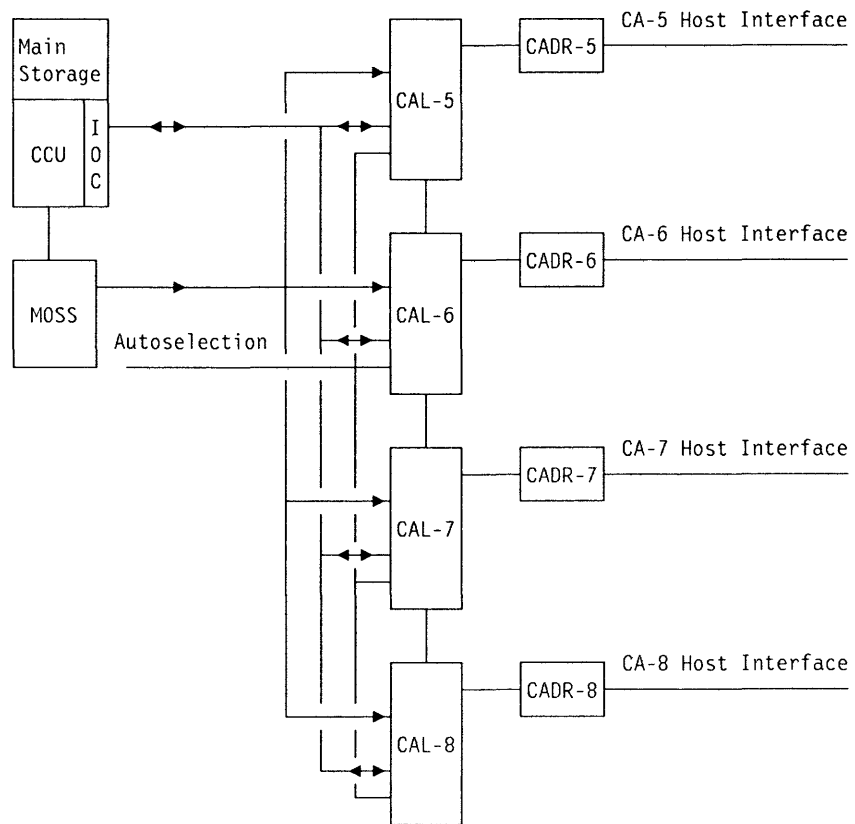 Main
Storage
CCU
I
O
C
MOSS
Autoselection
CAL-5
CADR-5
CA-5 Host Interface
CAL-6
CADR-6
CA-6 Host Interface
CAL-7
CADR-7
CA-7 Host Interface
CAL-8
CADR-8
CA-8 Host Interface